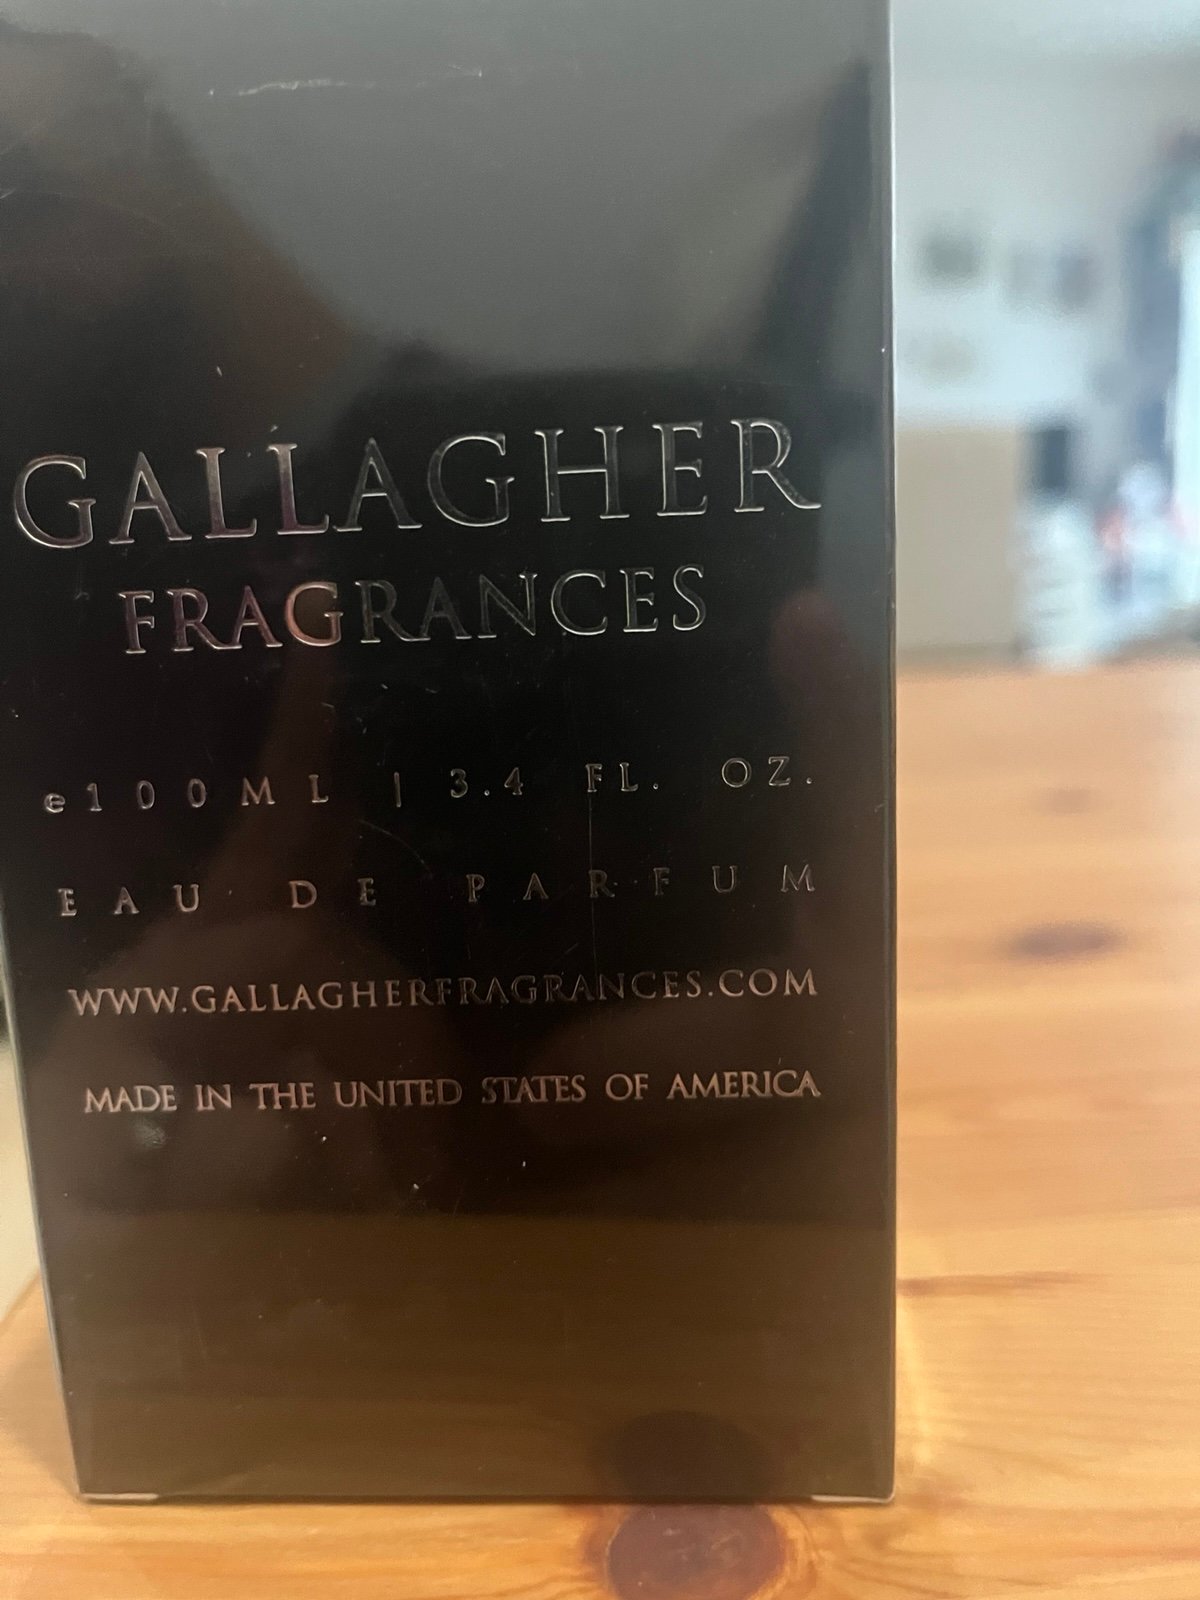 GALLAGHER
FRAGRANCES
e100ML | 3.4 FL. OZ.
EAU DE PARFUM
WWW.GALLAGHERFRAGRANCES.COM
MADE IN THE UNITED STATES OF AMERICA